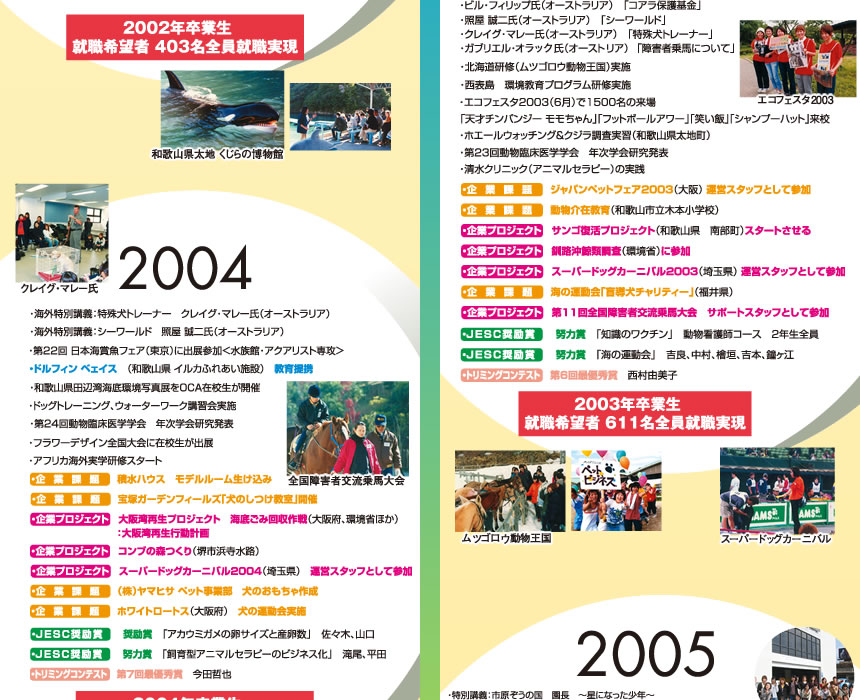 2002年卒業生
就職希望者 403名全員就職実現
和歌山県太地 くじらの博物館
クレイグ・マレー氏
2004
・海外特別講義：特殊犬トレーナー　クレイグ・マレー氏(オーストラリア)
・海外特別講義：シーワールド　照屋 誠二氏(オーストラリア)
・第22回 日本海賞魚フェア(東京)に出展参加<水族館・アクアリスト専攻>
・ドルフィン ベェイス　(和歌山県 イルカふれあい施設)　教育提携
・和歌山県田辺湾海底環境写真展をOCA在校生が開催
・ドッグトレーニング、ウォーターワーク講習会実施
・第24回動物臨床医学学会　年次学会研究発表
・フラワーデザイン全国大会に在校生が出展
・アフリカ海外実学研修スタート
全国障害者交流乗馬大会
・企業課題　積水ハウス　モデルルーム生け込み
・企業課題　宝塚ガーデンフィールズ「犬のしつけ教室」開催
・企業プロジェクト　大阪湾再生プロジェクト　海底ごみ回収作戦(大阪府、環境省ほか)
：大阪湾再生行動計画
・企業プロジェクト　コンブの森つくり(堺市浜寺水路)
・企業プロジェクト　スーパードッグカーニバル2004(埼玉県)　運営スタッフとして参加
・企業課題　(株)ヤマヒサ ペット事業部　犬のおもちゃ作成
・企業課題　ホワイトロートス(大阪府)　犬の運動会実施
・JESC奨励賞　奨励賞　「アカウミガメの卵サイズと産卵数」　佐々木、山口
・JESC奨励賞　努力賞　「飼育型アニマルセラピーのビジネス化」　滝尾、平田
・トリミングコンテスト　第7回最優秀賞　今田哲也
2004年卒業生
・ビル・フィリップ氏(オーストラリア)　「コアラ保護基金」
・照屋 誠二氏(オーストラリア)　「シーワールド」
・クレイグ・マレー氏(オーストラリア)　「特殊犬トレーナー」
・ガブリエル・オラック氏(オーストリア)　「障害者乗馬について」
・北海道研修(ムツゴロウ動物王国)実施
・西表島　環境教育プログラム研修実施
・エコフェスタ2003(6月)で1500名の来場
エコフェスタ2003
「天才チンパンジー モモちゃん」「フットボールアワー」「笑い飯」「シャンプーハット」来校
・ホエールウォッチング&クジラ調査実習(和歌山県太地町)
・第23回動物臨床医学学会　年次学会研究発表
・清水クリニック(アニマルセラピー)の実践
・企業課題　ジャパンペットフェア2003(大阪) 運営スタッフとして参加
・企業課題　動物介在教育(和歌山市立木本小学校)
・企業プロジェクト　サンゴ復活プロジェクト(和歌山県　南部町)スタートさせる
・企業プロジェクト　釧路沖鯨類調査(環境省)に参加
・企業プロジェクト　スーパードッグカーニバル2003(埼玉県) 運営スタッフとして参加
・企業課題　海の運動会「盲導犬チャリティー」(福井県)
・企業プロジェクト　第11回全国障害者交流乗馬大会　サポートスタッフとして参加
・JESC奨励賞　努力賞　「知識のワクチン」　動物看護師コース　2年生全員
・JESC奨励賞　努力賞　「海の運動会」　吉良、中村、檜垣、吉本、鐘ヶ江
・トリミングコンテスト　第6回最優秀賞　西村由美子
2003年卒業生
就職希望者 611名全員就職実現
ペット
ビジネス
IAMS
ムツゴロウ動物王国
スーパードッグカーニバル
2005
・特別講義：市原ぞうの国　園長　～星になった少年～